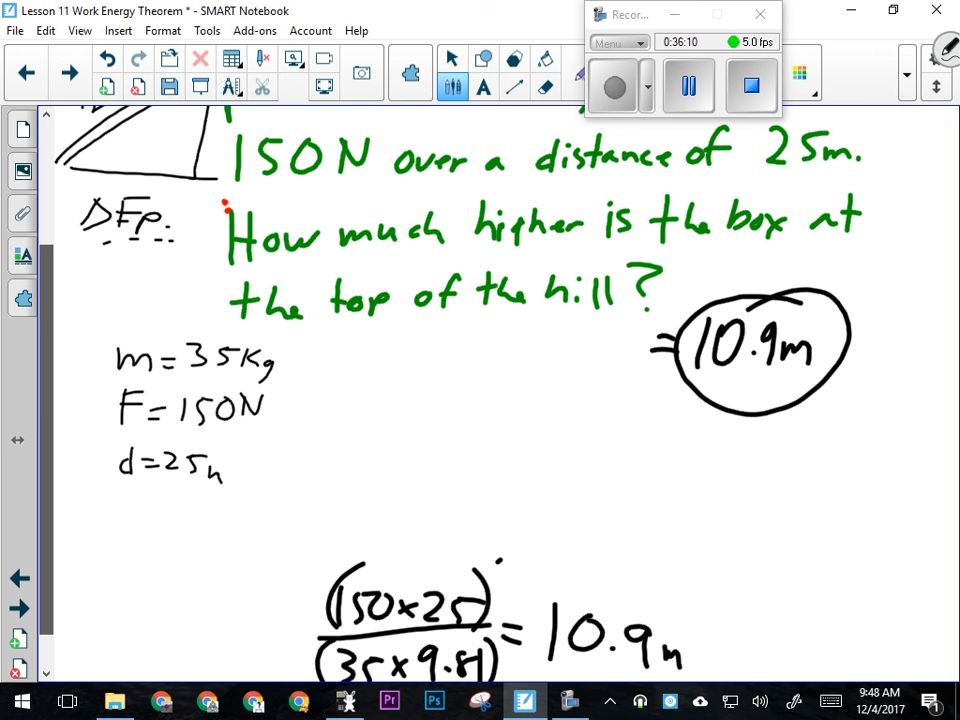 Lesson 11 Work Energy Theorem * - SMART Notebook
Recor...
File Edit View Insert Format Tools Add-ons Account Help
Menu
0:36:10
5.0 fps
150N over a distance of 25m.
ΔEp.
How much higher is the box at
the top of the hill?
= 10.9m
m = 35Kg
F = 150N
d = 25m
(150 x 25)
= 10.9m
(35 x 9.81)
9:48 AM
12/4/2017